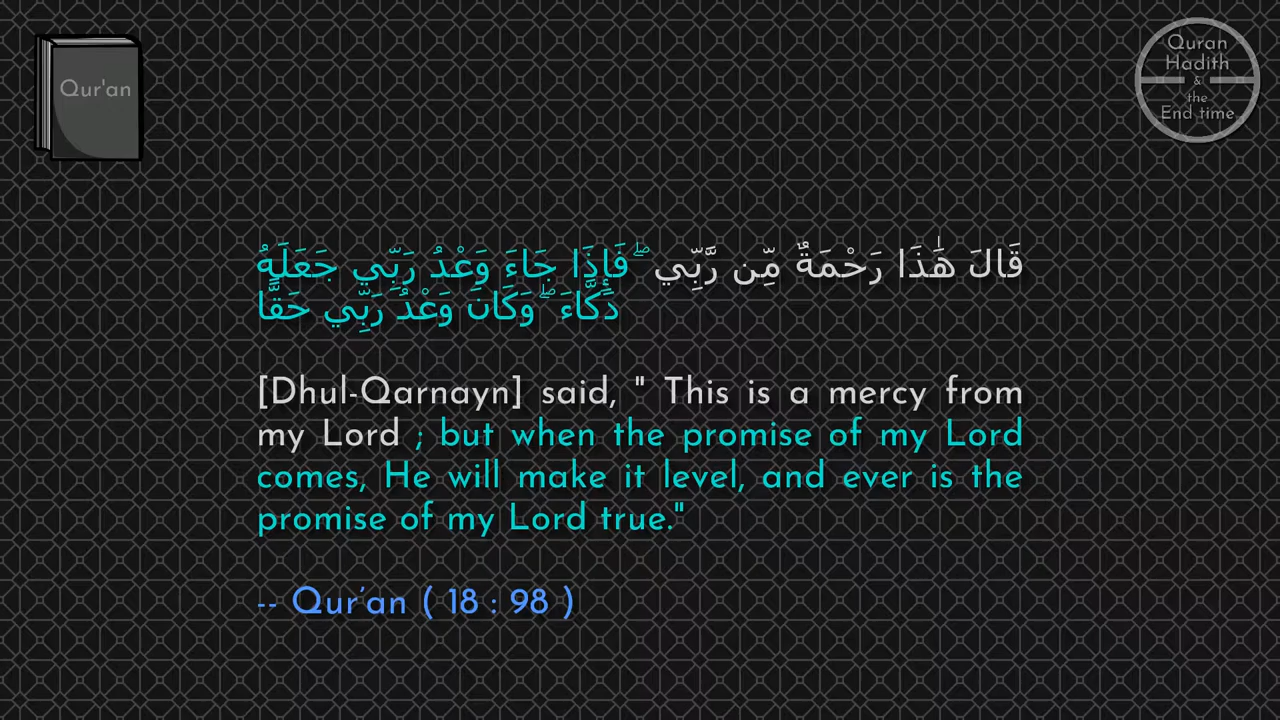 Qur'an
Quran
Hadith
&
the
End time
قَالَ هَٰذَا رَحْمَةٌ مِّن رَّبِّي ۖ فَإِذَا جَاءَ وَعْدُ رَبِّي جَعَلَهُ
دَكَّاءَ ۖ وَكَانَ وَعْدُ رَبِّي حَقًّا
[Dhul-Qarnayn] said, " This is a mercy from
my Lord ; but when the promise of my Lord
comes, He will make it level, and ever is the
promise of my Lord true."
-- Qur’an ( 18 : 98 )